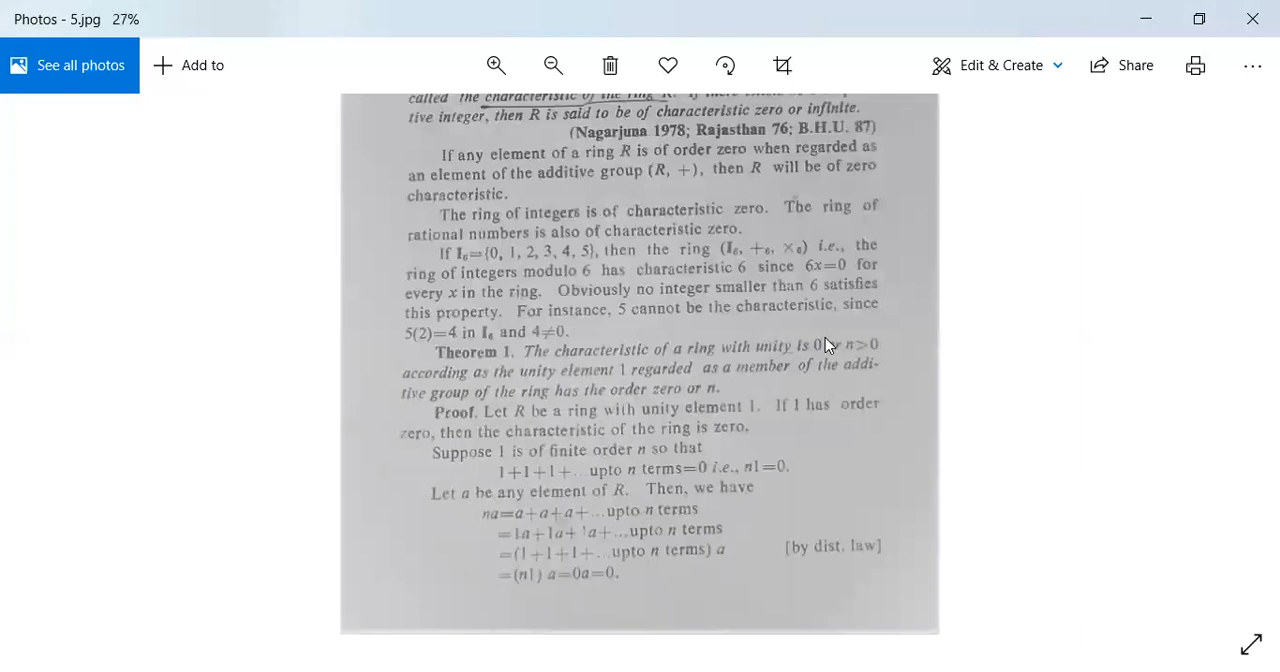 Photos - 5.jpg 27%
See all photos
Add to
Edit & Create
Share
called the characteristic of the ring R.
tive integer, then R is said to be of characteristic zero or infinite.
(Nagarjuna 1978; Rajasthan 76; B.H.U. 87)
If any element of a ring R is of order zero when regarded as
an element of the additive group (R, +), then R will be of zero
characteristic.
The ring of integers is of characteristic zero. The ring of
rational numbers is also of characteristic zero.
If I₆={0, 1, 2, 3, 4, 5}, then the ring (I₆, +₆, ×₆) i.e., the
ring of integers modulo 6 has characteristic 6 since 6x=0 for
every x in the ring. Obviously no integer smaller than 6 satisfies
this property. For instance, 5 cannot be the characteristic, since
5(2)=4 in I₆ and 4≠0.
Theorem 1. The characteristic of a ring with unity is 0 or n>0
according as the unity element 1 regarded as a member of the addi-
tive group of the ring has the order zero or n.
Proof. Let R be a ring with unity element 1. If 1 has order
zero, then the characteristic of the ring is zero.
Suppose 1 is of finite order n so that
1+1+1+... upto n terms=0 i.e., n1=0.
Let a be any element of R. Then, we have
na=a+a+a+...upto n terms
=1a+1a+1a+...upto n terms
=(1+1+1+...upto n terms) a [by dist. law]
=(n1) a=0a=0.